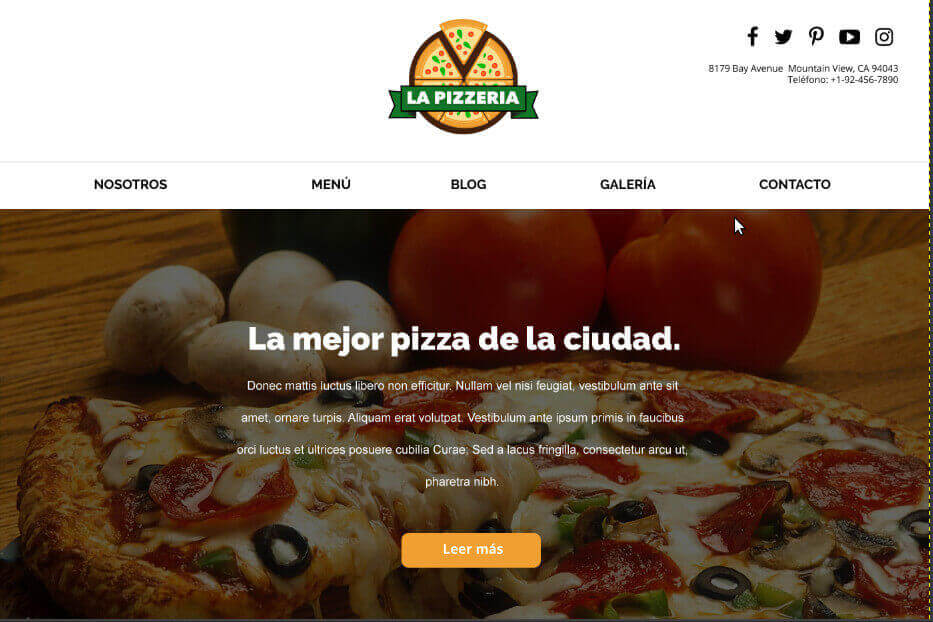 LA PIZZERIA
8179 Bay Avenue Mountain View, CA 94043
Teléfono: +1-92-456-7890
NOSOTROS MENÚ BLOG GALERÍA CONTACTO
La mejor pizza de la ciudad.
Donec mattis luctus libero non efficitur. Nullam vel nisi feugiat, vestibulum ante sit
amet, ornare turpis. Aliquam erat volutpat. Vestibulum ante ipsum primis in faucibus
orci luctus et ultrices posuere cubilia Curae; Sed a lacus fringilla, consectetur arcu ut,
pharetra nibh.
Leer más